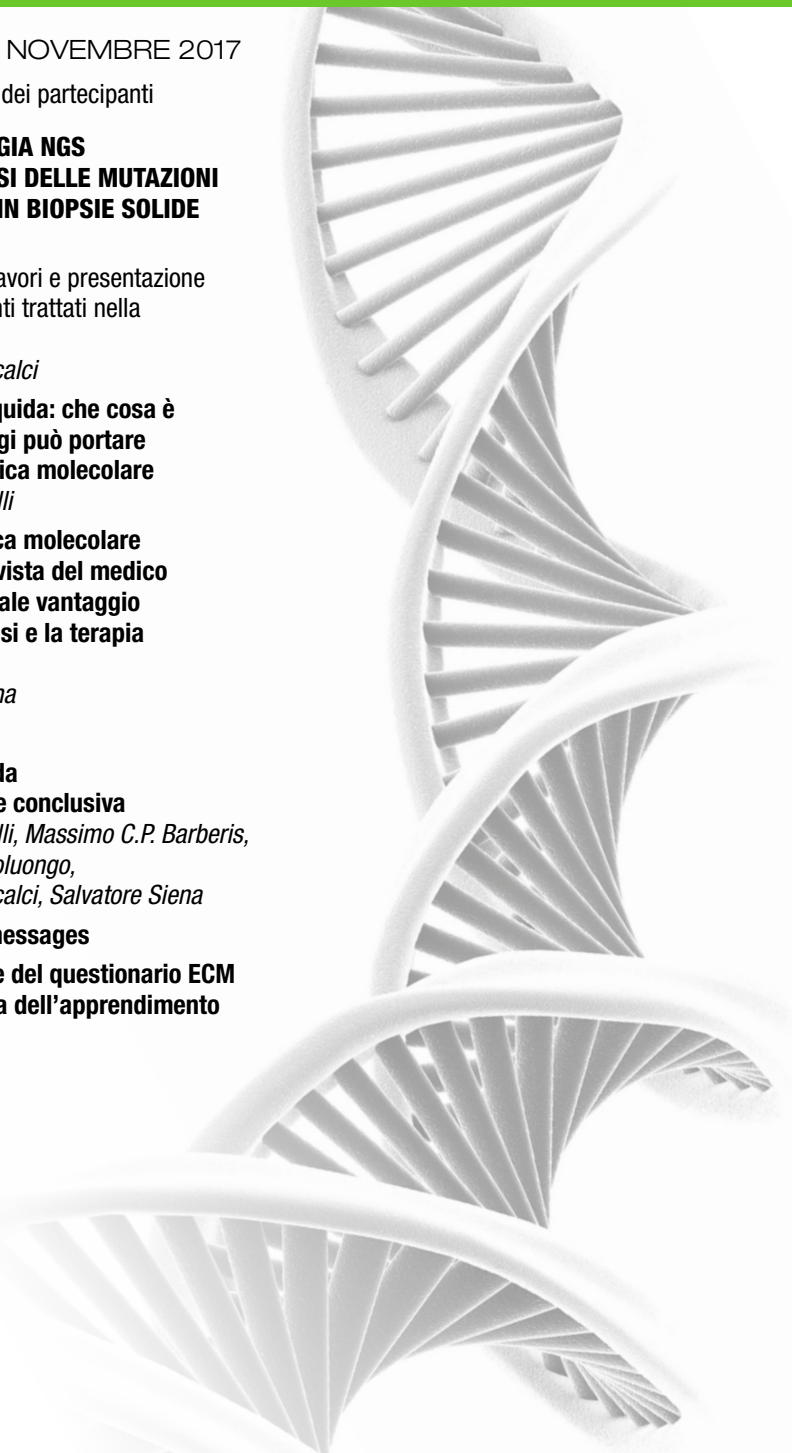 NOVEMBRE 2017
dei partecipanti
GIA NGS
SI DELLE MUTAZIONI
IN BIOPSIE SOLIDE
avori e presentazione
nti trattati nella
calci
quida: che cosa è
gi può portare
ica molecolare
lli
ca molecolare
vista del medico
ale vantaggio
si e la terapia
na
da
e conclusiva
lli, Massimo C.P. Barberis,
oluongo,
calci, Salvatore Siena
nessages
e del questionario ECM
a dell’apprendimento